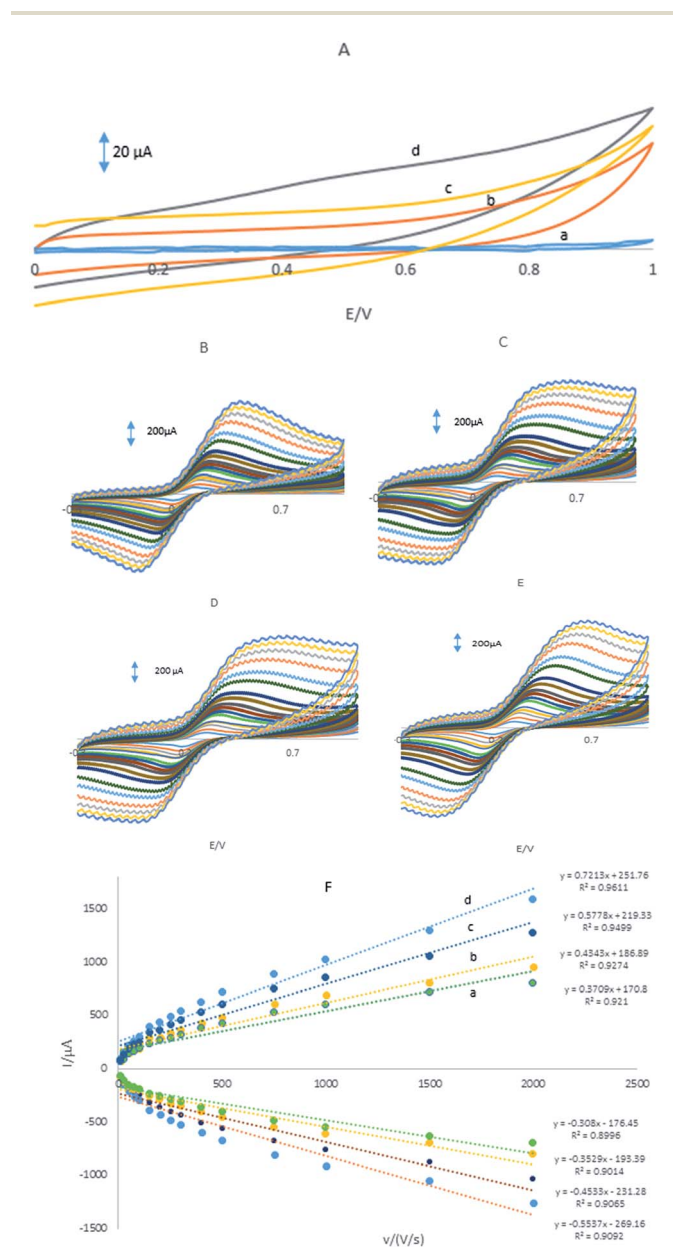 A
20 µA
d
c
b
a
0
0.2
0.4
0.6
0.8
1
E/V
B
C
200µA
200µA
0.7
0.7
D
E
200 µA
200µA
0.7
0.7
E/V
E/V
F
y = 0.7213x + 251.76
R² = 0.9611
y = 0.5778x + 219.33
R² = 0.9499
y = 0.4343x + 186.89
R² = 0.9274
y = 0.3709x + 170.8
R² = 0.921
d
c
b
a
1500
1000
500
0
-500
-1000
-1500
I/µA
0
500
1000
1500
2000
2500
y = -0.308x - 176.45
R² = 0.8996
y = -0.3529x - 193.39
R² = 0.9014
y = -0.4533x - 231.28
R² = 0.9065
y = -0.5537x - 269.16
R² = 0.9092
v/(V/s)